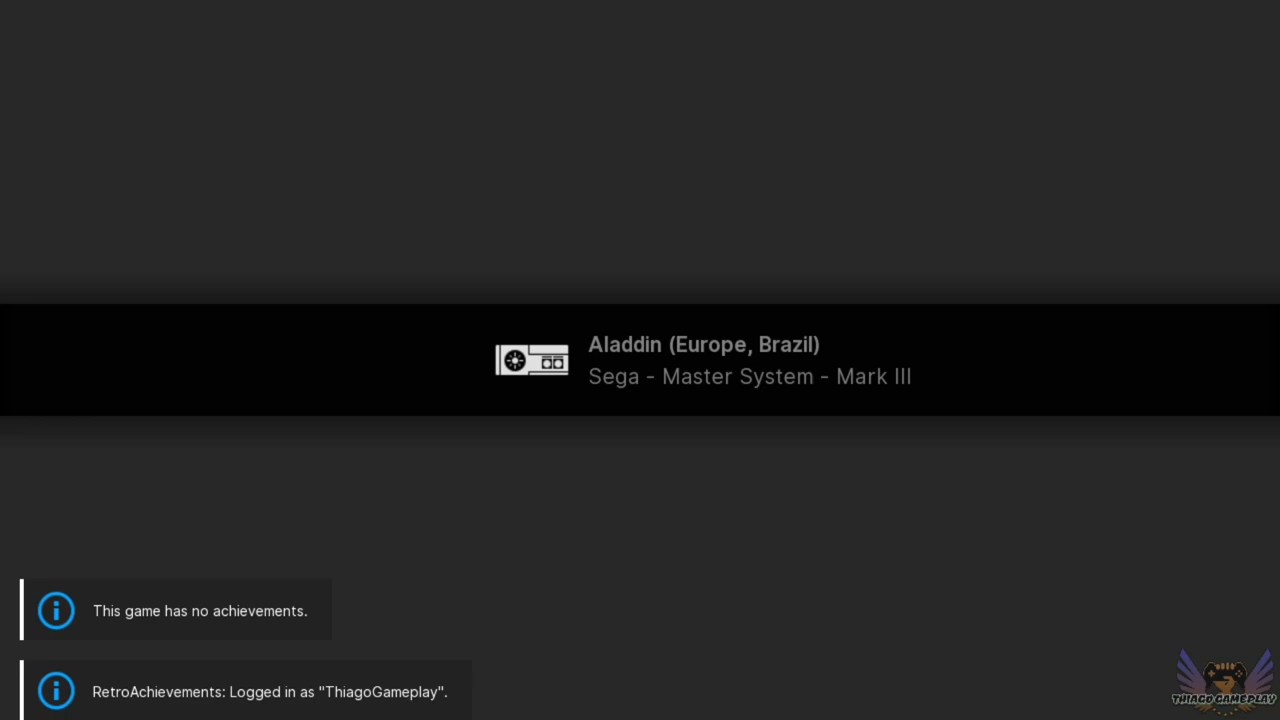 Aladdin (Europe, Brazil)
Sega - Master System - Mark III
This game has no achievements.
RetroAchievements: Logged in as "ThiagoGameplay".
THIAGO GAMEPLAY